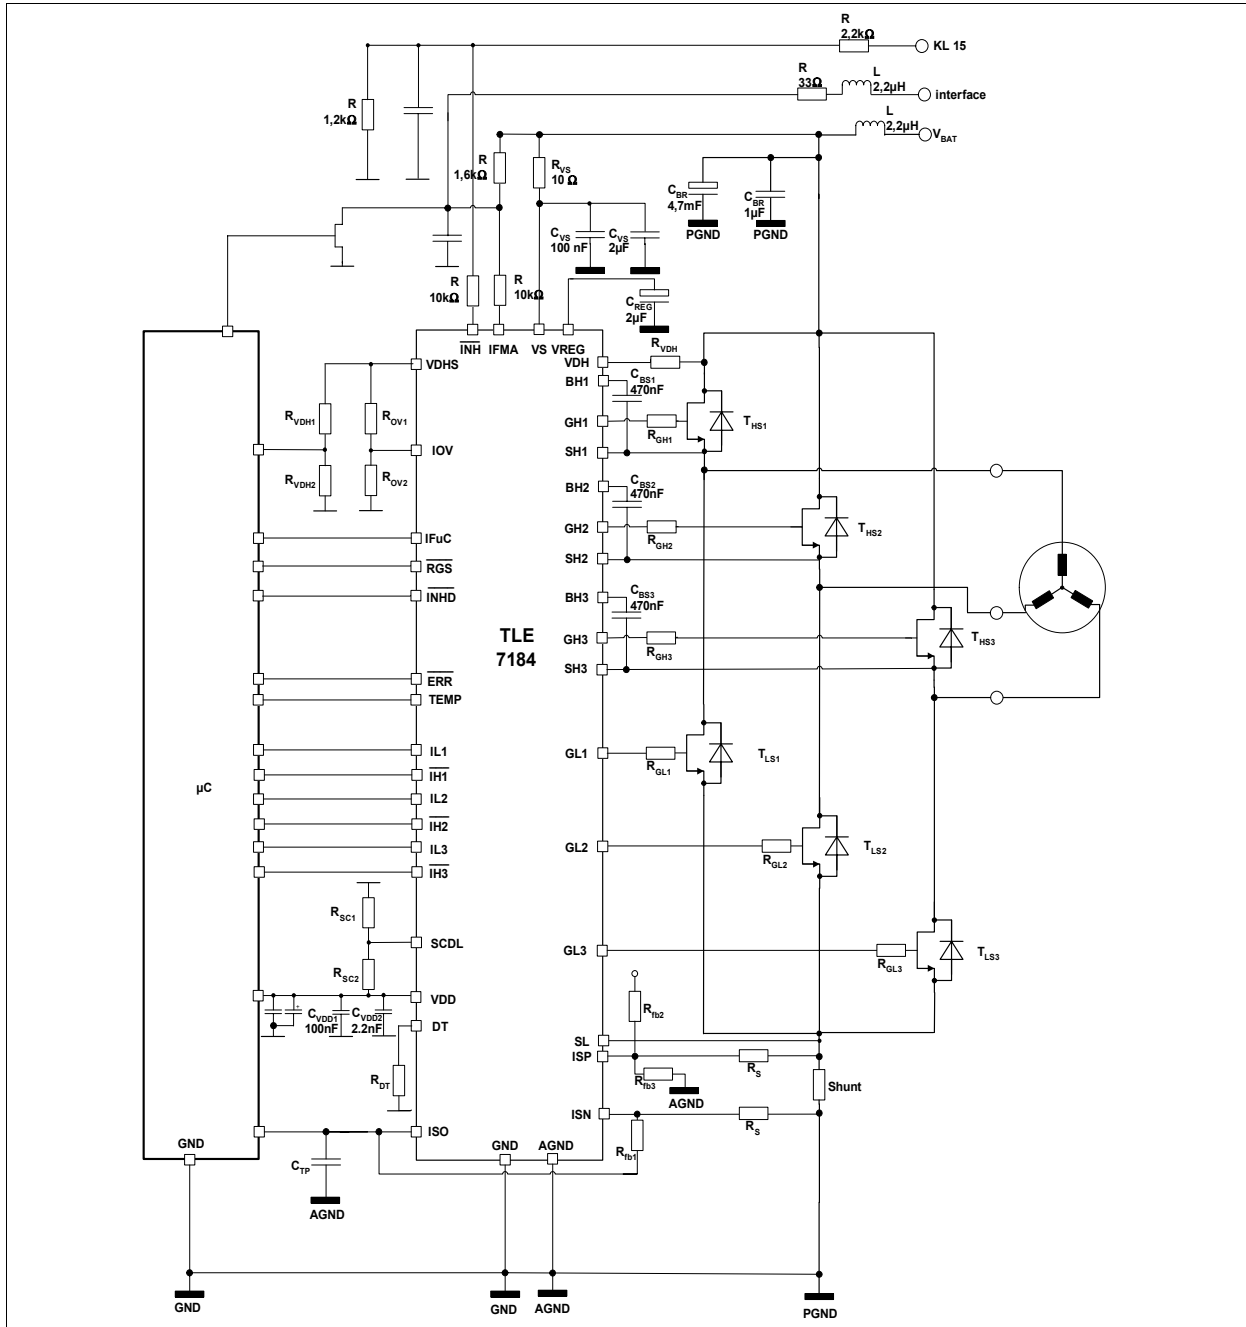 R
2,2kΩ
KL 15
R
33Ω
L
2,2µH
interface
R
1,2kΩ
L
2,2µH
VBAT
R
1,6kΩ
RVS
10 Ω
CBR
4,7mF
PGND
CBR
1µF
PGND
CVS
100 nF
CVS
2µF
R
10kΩ
R
10kΩ
CREG
2µF
INH
IFMA
VS
VREG
VDH
RVDH
VDHS
BH1
CBS1
470nF
RVDH1
ROV1
GH1
RGH1
THS1
IOV
SH1
RVDH2
ROV2
BH2
CBS2
470nF
IFuC
GH2
RGH2
THS2
RGS
SH2
INHD
BH3
CBS3
470nF
TLE
7184
GH3
RGH3
THS3
SH3
ERR
TEMP
IL1
GL1
RGL1
TLS1
IH1
µC
IL2
IH2
IL3
GL2
RGL2
TLS2
IH3
RSC1
SCDL
GL3
RGL3
TLS3
RSC2
VDD
+
CVDD1
100nF
CVDD2
2.2nF
DT
Rfb2
SL
ISP
RS
RDT
Rfb3
AGND
Shunt
ISN
RS
ISO
GND
GND
AGND
Rfb1
CTP
AGND
GND
GND
AGND
PGND